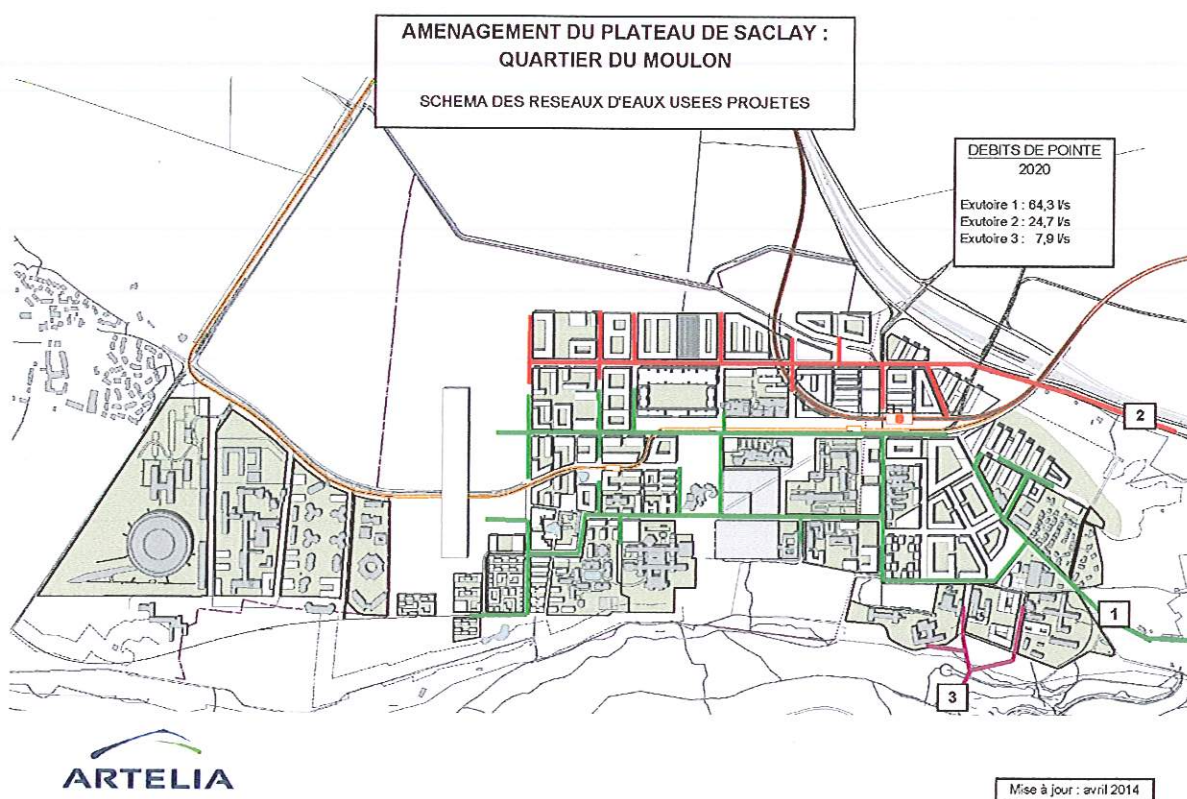 AMENAGEMENT DU PLATEAU DE SACLAY :
QUARTIER DU MOULON
SCHEMA DES RESEAUX D'EAUX USEES PROJETES
DEBITS DE POINTE
2020
Exutoire 1 : 64,3 l/s
Exutoire 2 : 24,7 l/s
Exutoire 3 : 7,9 l/s
2
1
3
ARTELIA
Mise à jour : avril 2014